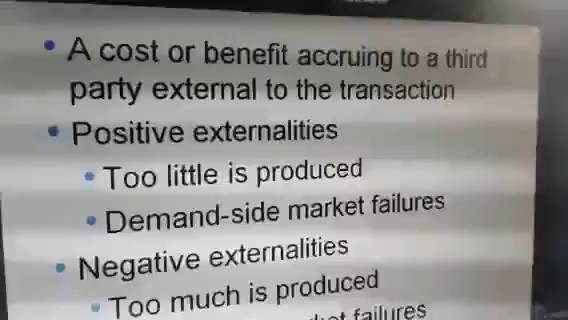 • A cost or benefit accruing to a third
party external to the transaction
• Positive externalities
• Too little is produced
• Demand-side market failures
• Negative externalities
• Too much is produced
failures